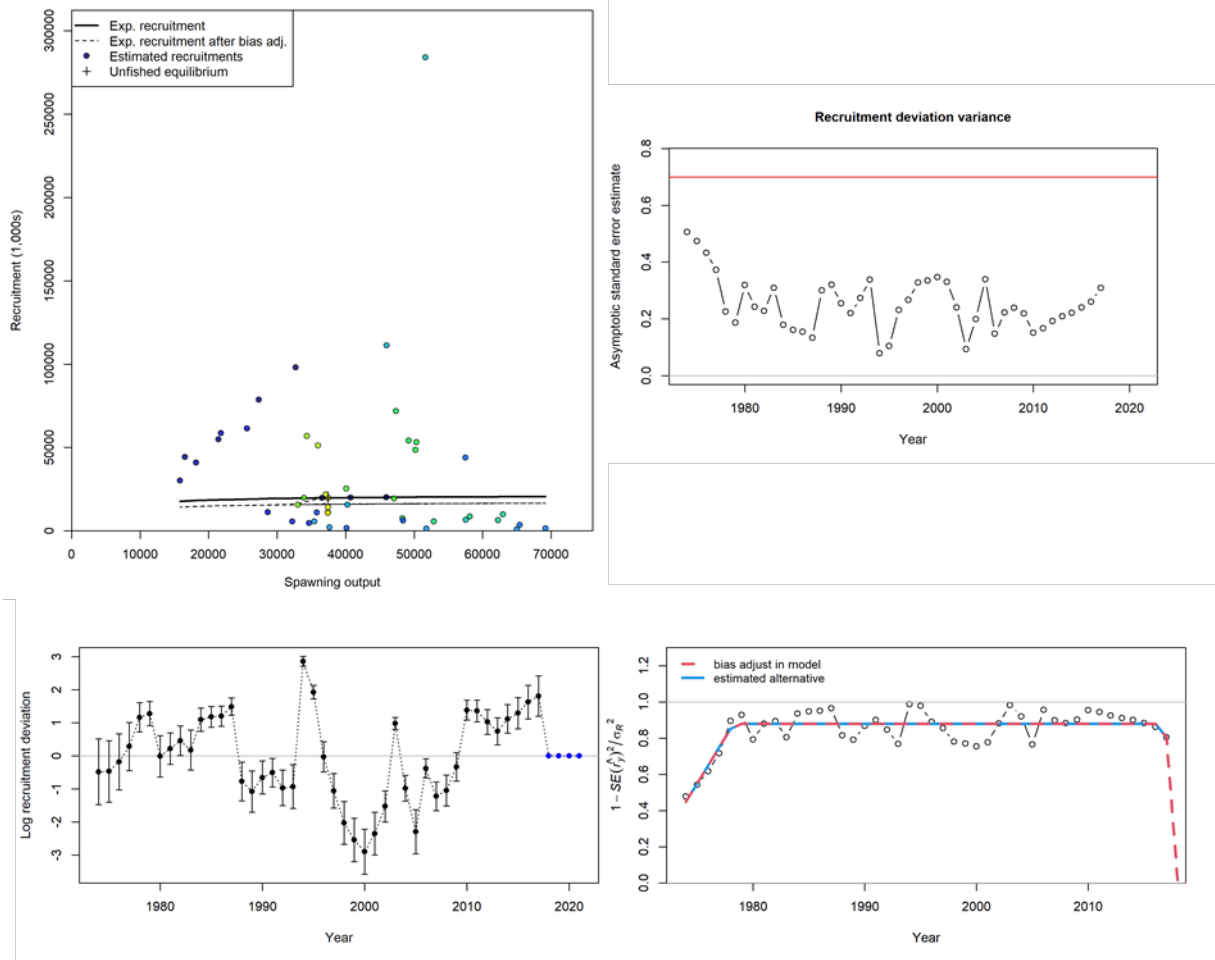 Exp. recruitment
Exp. recruitment after bias adj.
Estimated recruitments
Unfished equilibrium
Recruitment (1,000s)
300000
250000
200000
150000
100000
50000
0
0 10000 20000 30000 40000 50000 60000 70000
Spawning output
Recruitment deviation variance
Asymptotic standard error estimate
0.8
0.6
0.4
0.2
0.0
1980 1990 2000 2010 2020
Year
Log recruitment deviation
3
2
1
0
-1
-2
-3
1980 1990 2000 2010 2020
Year
bias adjust in model
estimated alternative
1 − SE(r̂_y)² / σ_R²
1.2
1.0
0.8
0.6
0.4
0.2
0.0
1980 1990 2000 2010
Year